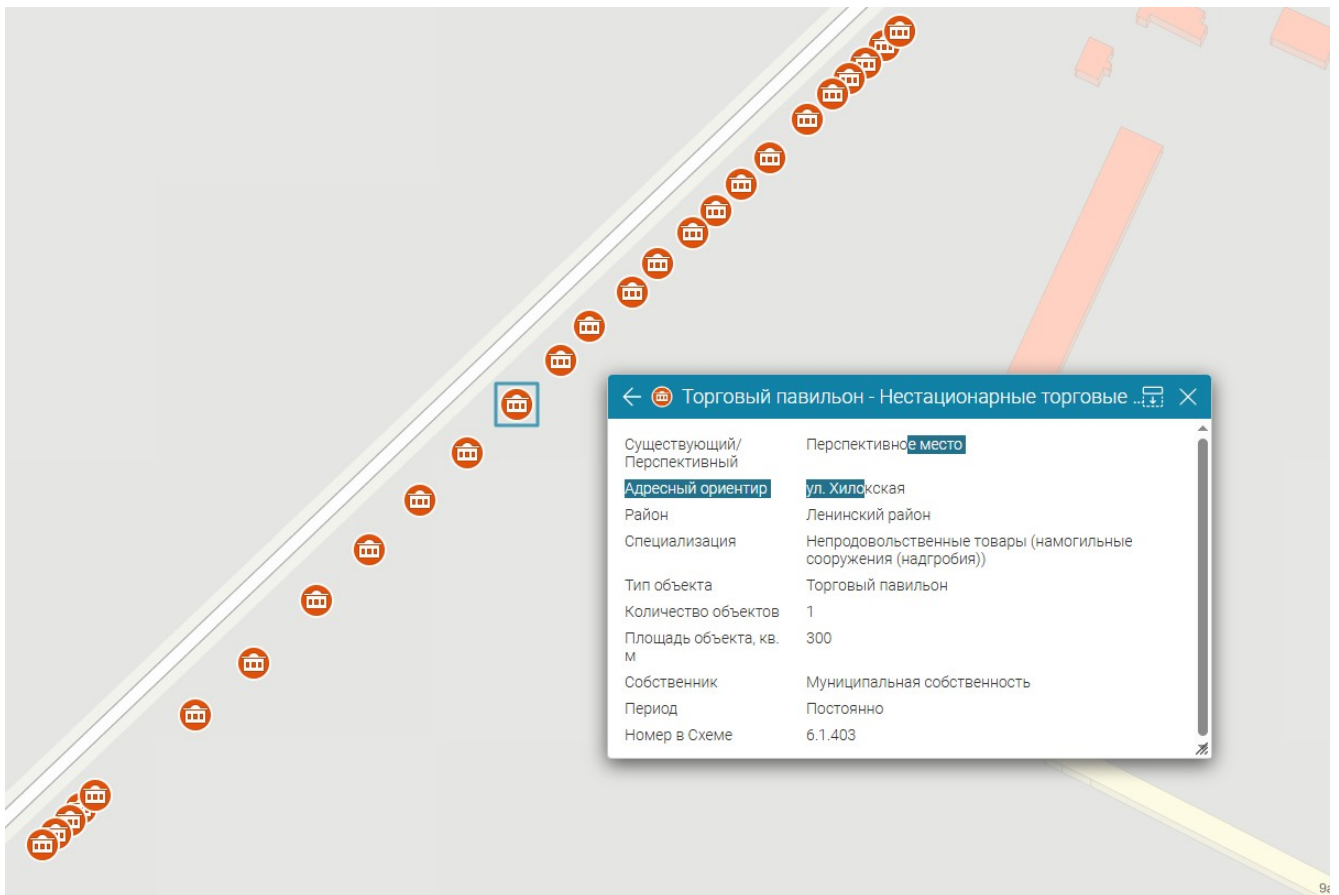 Торговый павильон - Нестационарные торговые ...
Существующий/ Перспективное место
Перспективный
Адресный ориентир ул. Хилокская
Район Ленинский район
Специализация Непродовольственные товары (намогильные
сооружения (надгробия))
Тип объекта Торговый павильон
Количество объектов 1
Площадь объекта, кв. 300
м
Собственник Муниципальная собственность
Период Постоянно
Номер в Схеме 6.1.403
9а